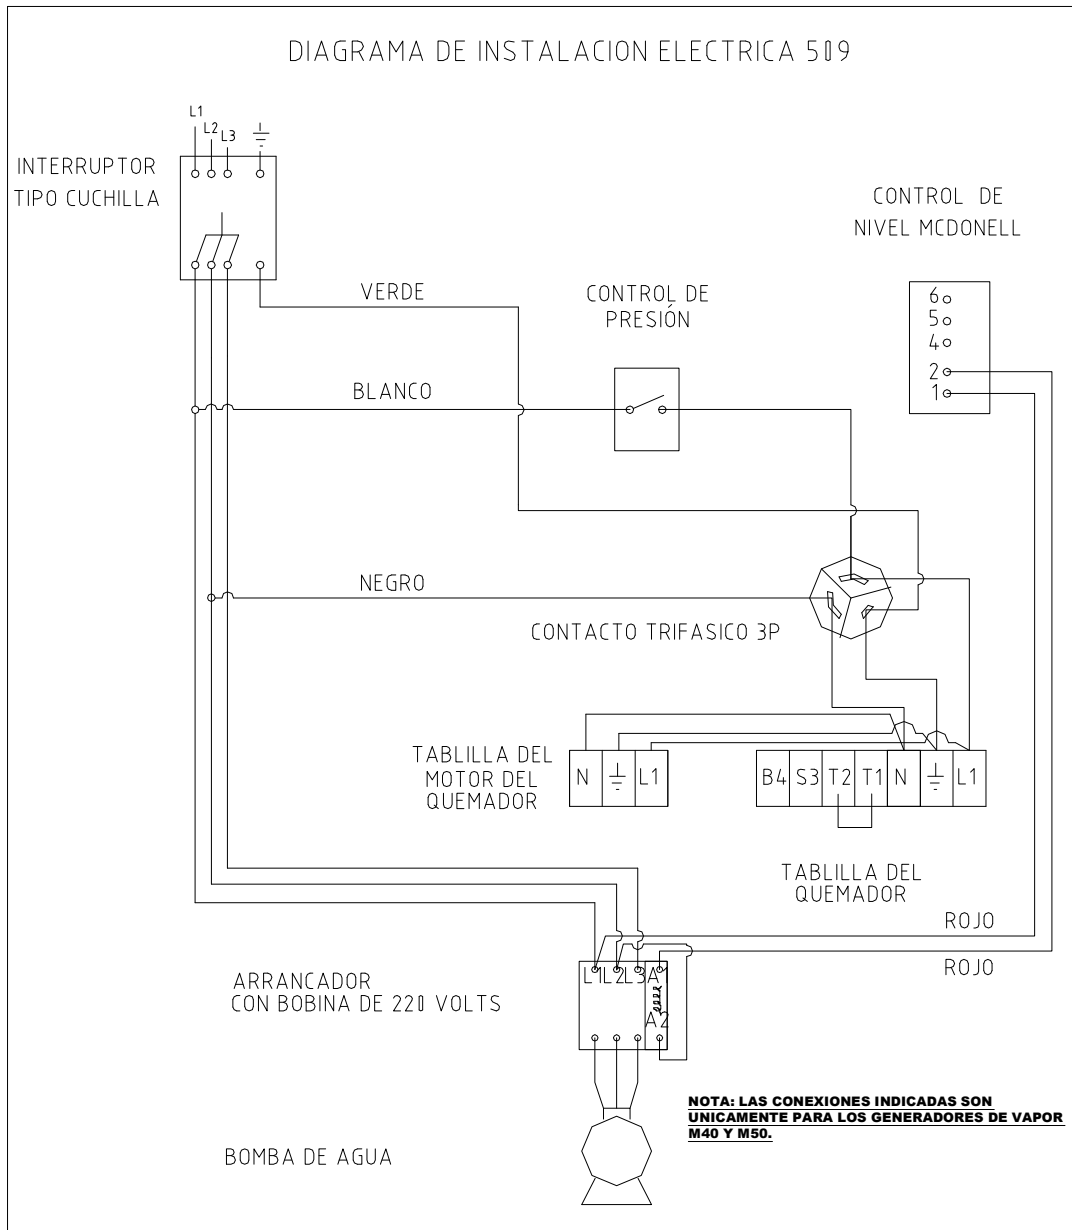 DIAGRAMA DE INSTALACION ELECTRICA 509
L1
L2
L3
INTERRUPTOR
TIPO CUCHILLA
CONTROL DE
NIVEL MCDONELL
VERDE
CONTROL DE
PRESIÓN
6
5
4
2
1
BLANCO
NEGRO
CONTACTO TRIFASICO 3P
TABLILLA DEL
MOTOR DEL
QUEMADOR
N
L1
B4
S3
T2
T1
N
L1
TABLILLA DEL
QUEMADOR
ROJO
ROJO
ARRANCADOR
CON BOBINA DE 220 VOLTS
L1
L2
L3
A1
A2
NOTA: LAS CONEXIONES INDICADAS SON
UNICAMENTE PARA LOS GENERADORES DE VAPOR
M40 Y M50.
BOMBA DE AGUA